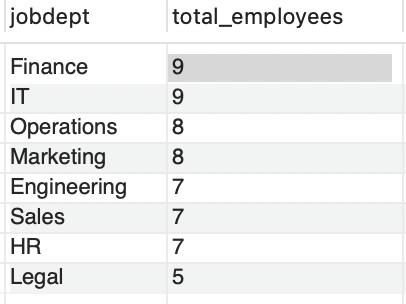 jobdept total_employees
Finance 9
IT 9
Operations 8
Marketing 8
Engineering 7
Sales 7
HR 7
Legal 5